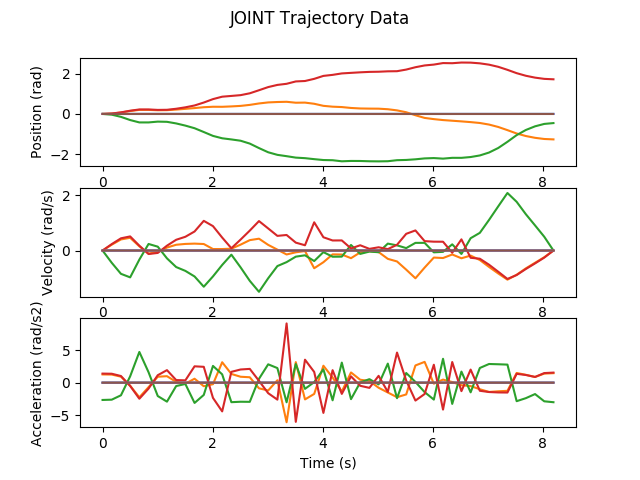 JOINT Trajectory Data
Position (rad)
2
0
−2
0 2 4 6 8
Velocity (rad/s)
2
0
0 2 4 6 8
Acceleration (rad/s2)
5
0
−5
0 2 4 6 8
Time (s)